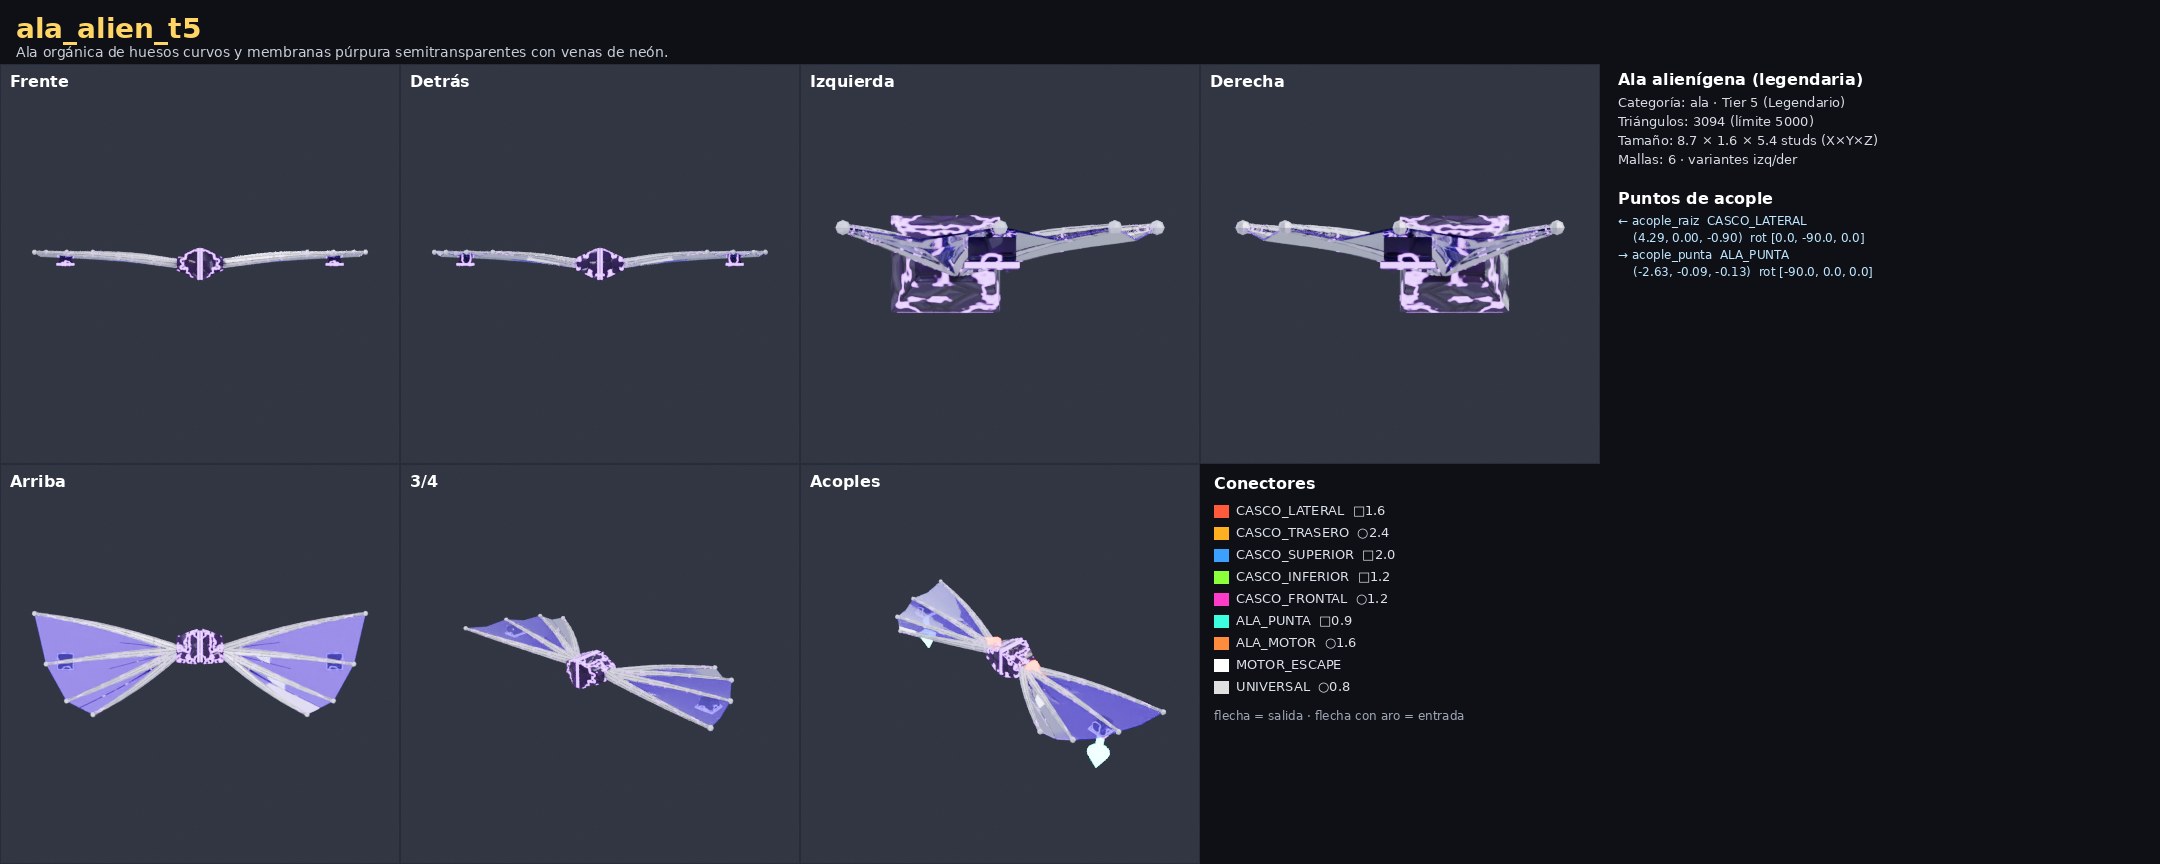 ala_alien_t5
Ala orgánica de huesos curvos y membranas púrpura semitransparentes con venas de neón.
Frente
Detrás
Izquierda
Derecha
Ala alienígena (legendaria)
Categoría: ala · Tier 5 (Legendario)
Triángulos: 3094 (límite 5000)
Tamaño: 8.7 × 1.6 × 5.4 studs (X×Y×Z)
Mallas: 6 · variantes izq/der
Puntos de acople
← acople_raiz CASCO_LATERAL
(4.29, 0.00, -0.90) rot [0.0, -90.0, 0.0]
→ acople_punta ALA_PUNTA
(-2.63, -0.09, -0.13) rot [-90.0, 0.0, 0.0]
Arriba
3/4
Acoples
Conectores
CASCO_LATERAL □1.6
CASCO_TRASERO ○2.4
CASCO_SUPERIOR □2.0
CASCO_INFERIOR □1.2
CASCO_FRONTAL ○1.2
ALA_PUNTA □0.9
ALA_MOTOR ○1.6
MOTOR_ESCAPE
UNIVERSAL ○0.8
flecha = salida · flecha con aro = entrada